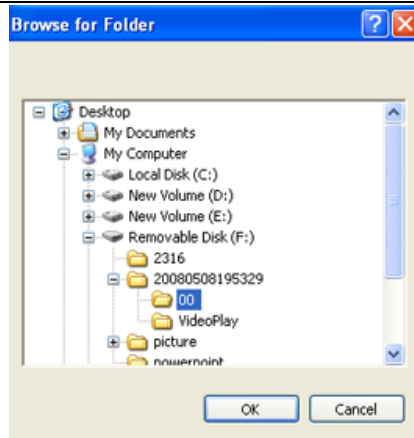 Browse for Folder
Desktop
My Documents
My Computer
Local Disk (C:)
New Volume (D:)
New Volume (E:)
Removable Disk (F:)
2316
20080508195329
00
VideoPlay
picture
powerpoint
OK Cancel